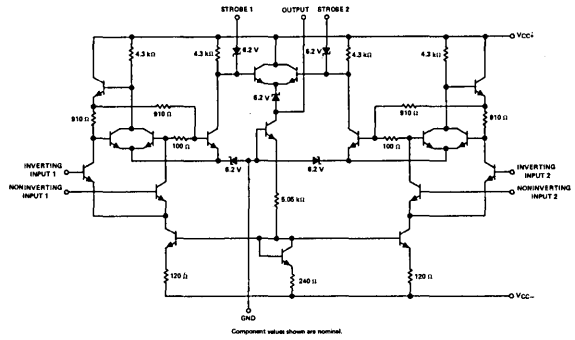 STROBE 1 OUTPUT STROBE 2
VCC+
4.3 kΩ 4.3 kΩ 6.2 V 6.2 V 4.3 kΩ 4.3 kΩ
6.2 V
910 Ω 910 Ω 910 Ω 910 Ω
100 Ω 100 Ω
6.2 V 6.2 V
INVERTING
INPUT 1
NONINVERTING
INPUT 1
INVERTING
INPUT 2
NONINVERTING
INPUT 2
5.05 kΩ
120 Ω 240 Ω 120 Ω
VCC-
GND
Component values shown are nominal.